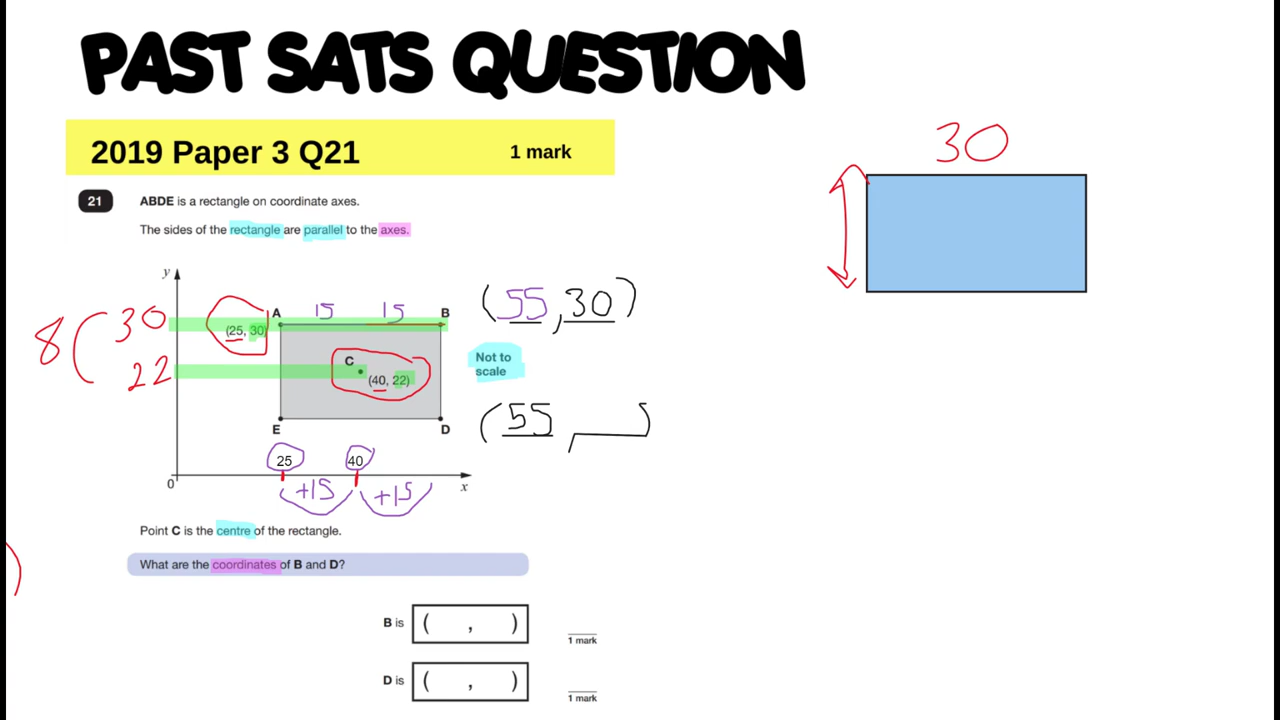 PAST SATS QUESTION
2019 Paper 3 Q21 1 mark
21 ABDE is a rectangle on coordinate axes.
The sides of the rectangle are parallel to the axes.
30
y
8 ( 30
22
A 15 15 B
(25, 30)
(55, 30)
C
(40, 22)
Not to
scale
E D
(55, )
25 40
0 x
+15 +15
Point C is the centre of the rectangle.
What are the coordinates of B and D?
B is ( , )
1 mark
D is ( , )
1 mark
)